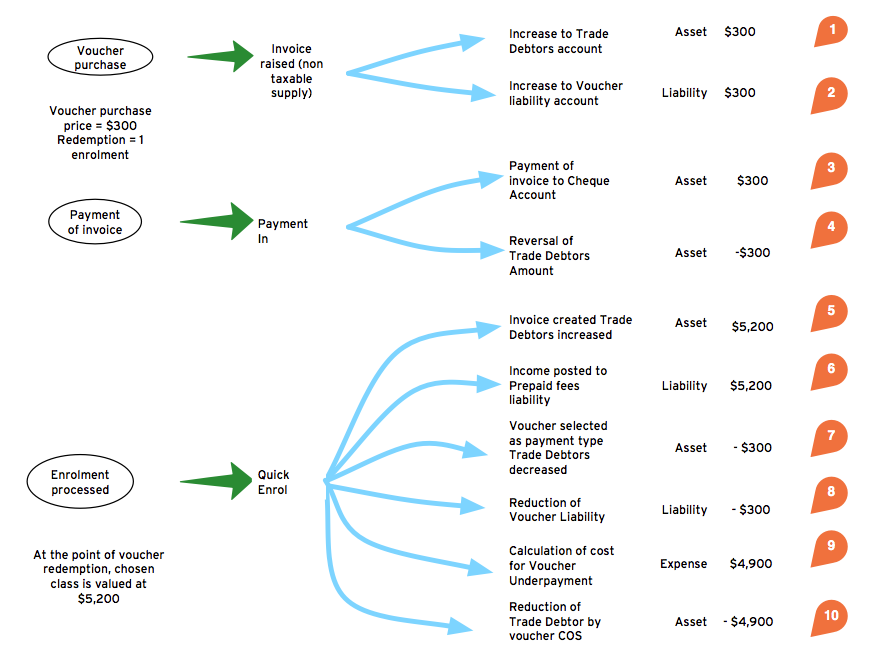 Voucher
purchase
Invoice
raised (non
taxable
supply)
Increase to Trade
Debtors account
Asset $300
1
Increase to Voucher
liability account
Liability $300
2
Voucher purchase
price = $300
Redemption = 1
enrolment
Payment
of invoice
Payment
In
Payment of
invoice to Cheque
Account
Asset $300
3
Reversal of
Trade Debtors
Amount
Asset -$300
4
Enrolment
processed
Quick
Enrol
At the point of voucher
redemption, chosen
class is valued at
$5,200
Invoice created Trade
Debtors increased
Asset $5,200
5
Income posted to
Prepaid fees
liability
Liability $5,200
6
Voucher selected
as payment type
Trade Debtors
decreased
Asset - $300
7
Reduction of
Voucher Liability
Liability - $300
8
Calculation of cost
for Voucher
Underpayment
Expense $4,900
9
Reduction of
Trade Debtor by
voucher COS
Asset - $4,900
10